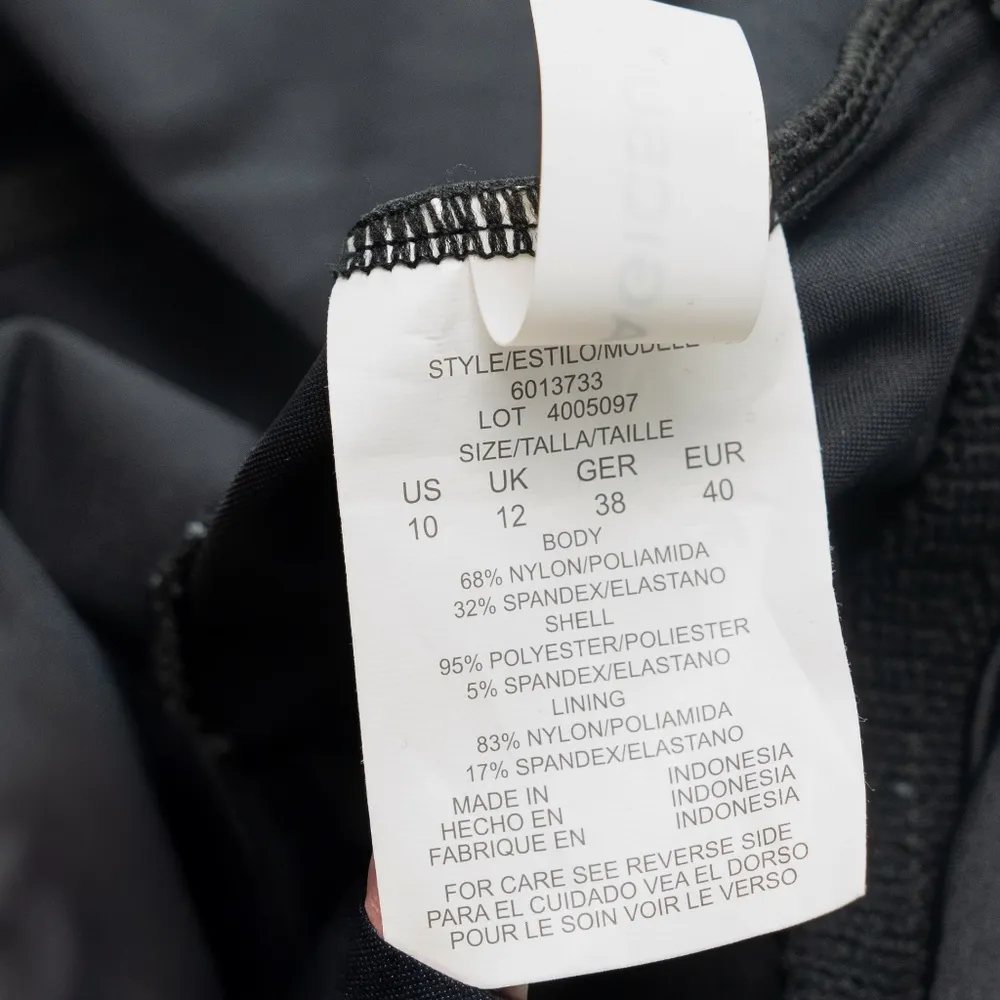 STYLE/ESTILO/MODELE
6013733
LOT 4005097
SIZE/TALLA/TAILLE
US UK GER EUR
10 12 38 40
BODY
68% NYLON/POLIAMIDA
32% SPANDEX/ELASTANO
SHELL
95% POLYESTER/POLIESTER
5% SPANDEX/ELASTANO
LINING
83% NYLON/POLIAMIDA
17% SPANDEX/ELASTANO
MADE IN INDONESIA
HECHO EN INDONESIA
FABRIQUE EN INDONESIA
FOR CARE SEE REVERSE SIDE
PARA EL CUIDADO VEA EL DORSO
POUR LE SOIN VOIR LE VERSO